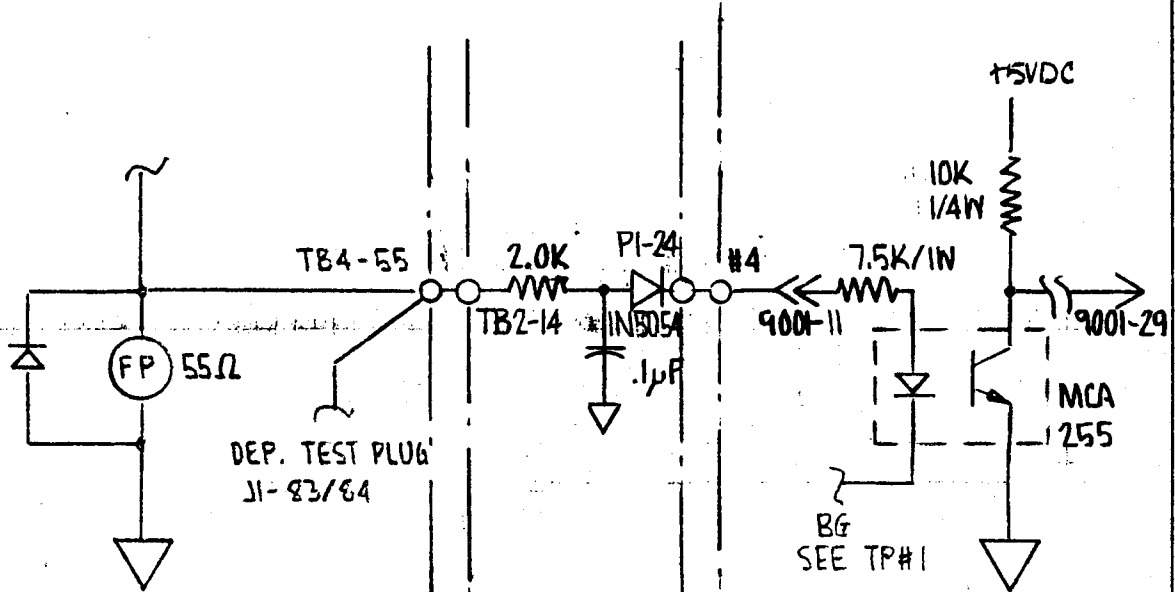 +5VDC
10K
1/4W
TB4-55
2.0K
P1-24
#4
7.5K/1W
TB2-14
1N5054
.1µF
9001-11
9001-29
FP
55Ω
MCA
255
DEP. TEST PLUG
J1-83/84
BG
SEE TP#1